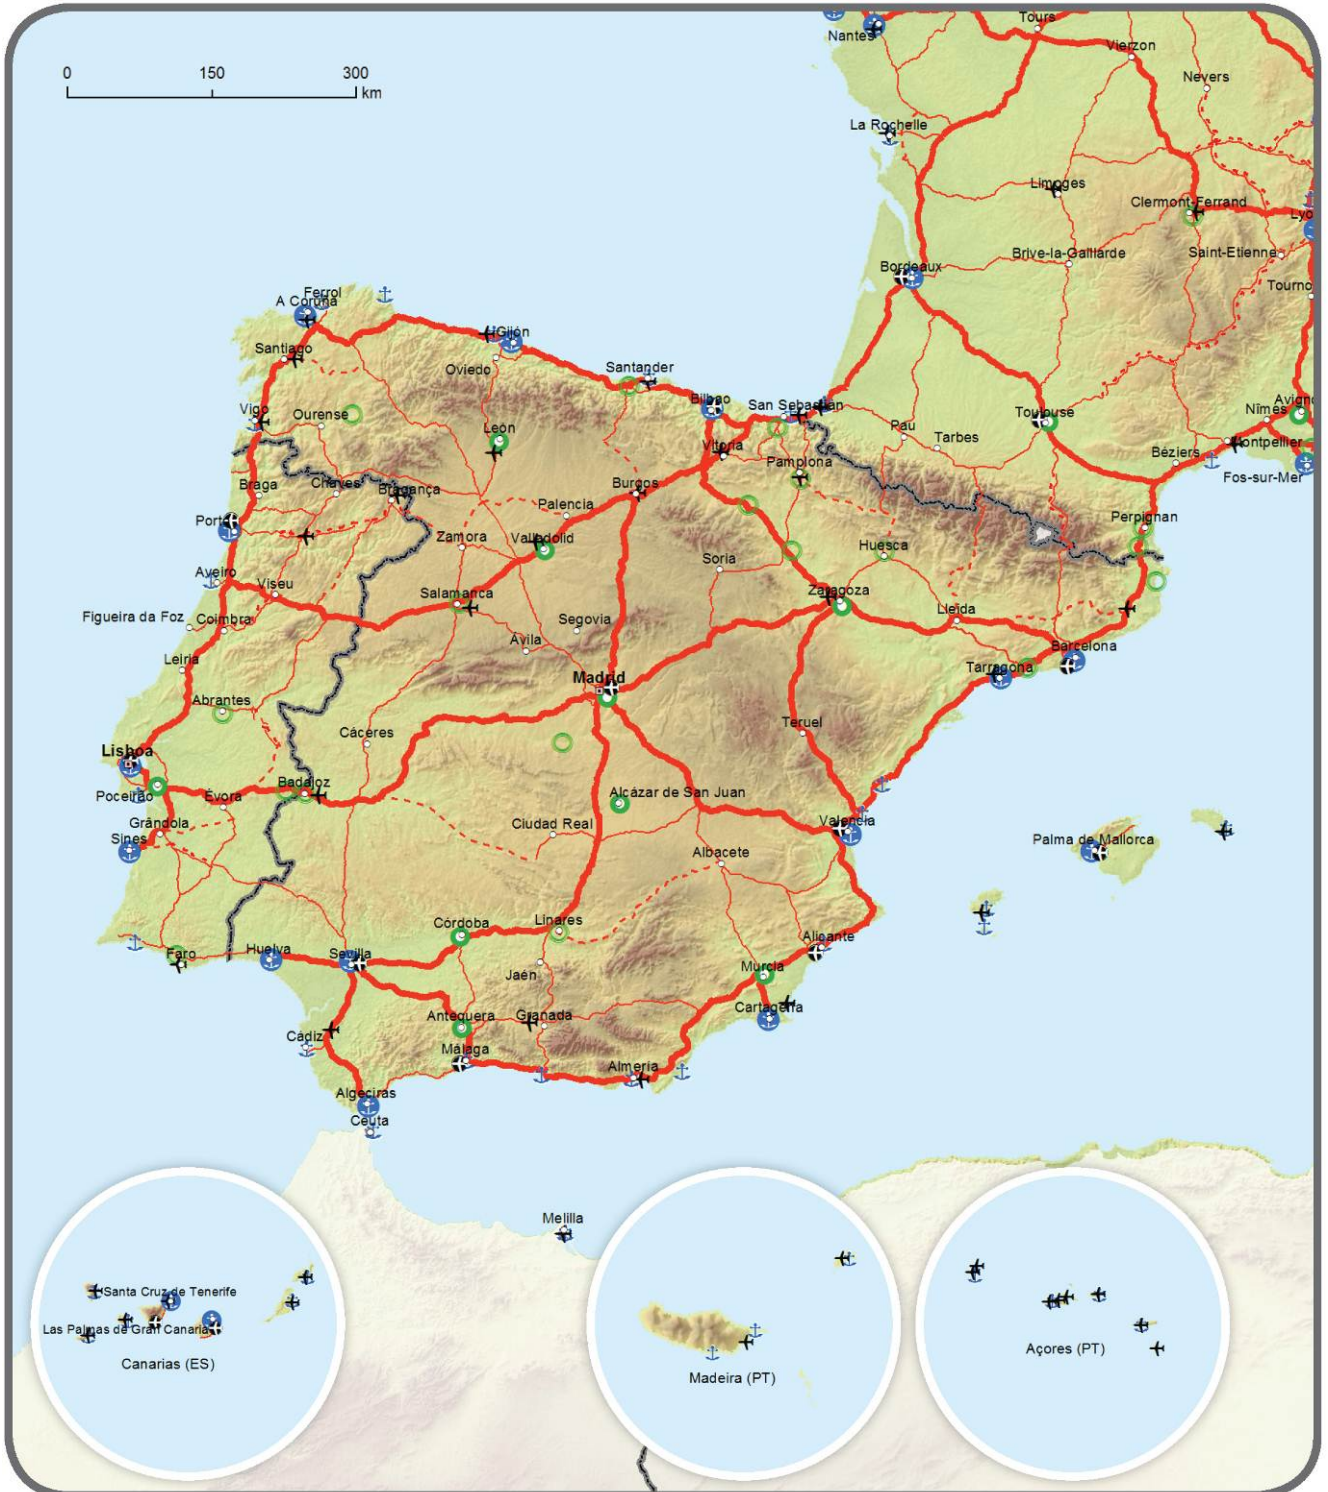 Tours
Nantes
Vierzon
0 150 300
km
Nevers
La Rochelle
Limoges
Clermont-Ferrand
Lyo
Brive-la-Gaillarde
Saint-Etienne
Bordeaux
Tourno
Ferrol
A Coruña
Gijón
Santiago
Oviedo
Santander
Bilbao
San Sebastian
Avigno
Vigo
Ourense
León
Toulouse
Nîmes
Pau
Tarbes
Vitoria
Montpellier
Béziers
Pamplona
Fos-sur-Mer
Braga
Chaves
Bragança
Burgos
Palencia
Perpignan
Porto
Zamora
Valladolid
Huesca
Soria
Aveiro
Viseu
Salamanca
Zaragoza
Lleida
Figueira da Foz
Coimbra
Segovia
Ávila
Barcelona
Leiria
Tarragona
Madrid
Abrantes
Teruel
Cáceres
Lisboa
Badajoz
Poceirão
Évora
Alcázar de San Juan
Grândola
Ciudad Real
Valencia
Sines
Palma de Mallorca
Albacete
Córdoba
Linares
Alicante
Faro
Huelva
Sevilla
Jaén
Murcia
Cartagena
Antequera
Granada
Cádiz
Málaga
Almeria
Algeciras
Ceuta
Melilla
Santa Cruz de Tenerife
Las Palmas de Gran Canaria
Canarias (ES)
Madeira (PT)
Açores (PT)